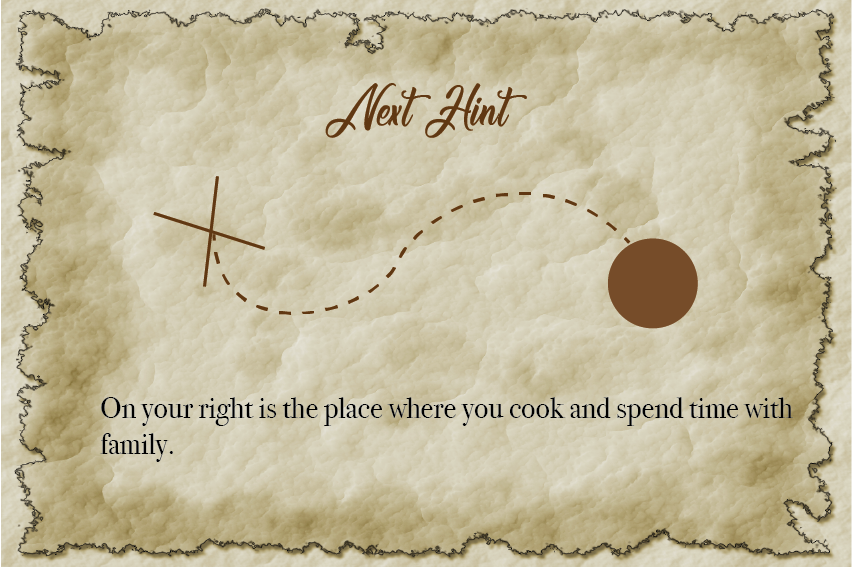 Next Hint
On your right is the place where you cook and spend time with
family.